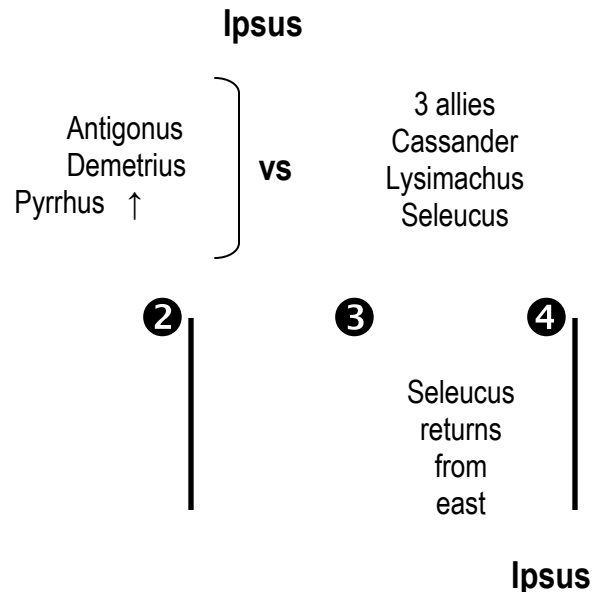 Ipsus
Antigonus
Demetrius
Pyrrhus ↑
vs
3 allies
Cassander
Lysimachus
Seleucus
❷ ❸ ❹
Seleucus
returns
from
east
Ipsus